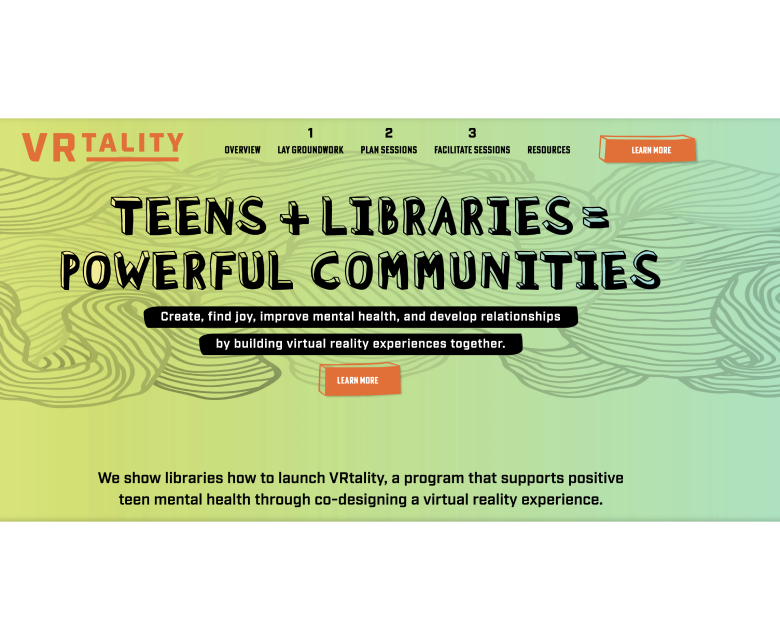 VRTALITY
1
2
3
OVERVIEW
LAY GROUNDWORK
PLAN SESSIONS
FACILITATE SESSIONS
RESOURCES
LEARN MORE
TEENS + LIBRARIES =
POWERFUL COMMUNITIES
Create, find joy, improve mental health, and develop relationships
by building virtual reality experiences together.
LEARN MORE
We show libraries how to launch VRtality, a program that supports positive
teen mental health through co-designing a virtual reality experience.